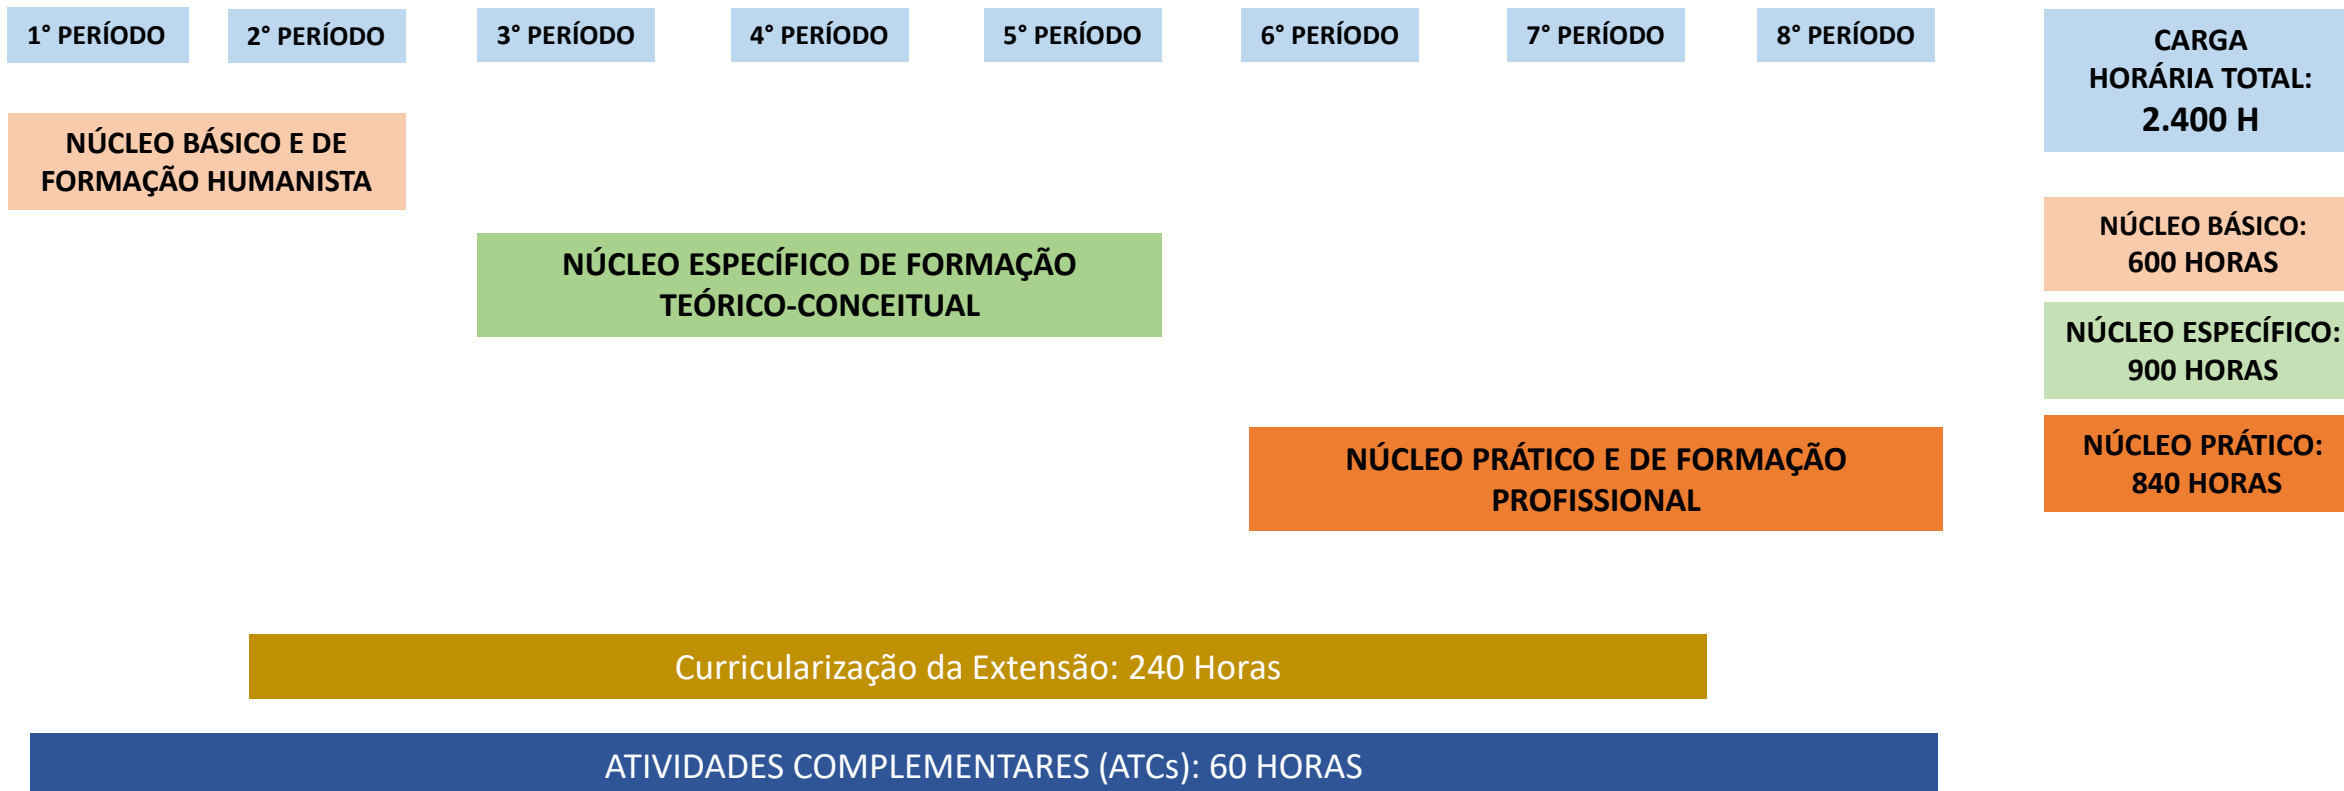 1° PERÍODO
2° PERÍODO
3° PERÍODO
4° PERÍODO
5° PERÍODO
6° PERÍODO
7° PERÍODO
8° PERÍODO
CARGA
HORÁRIA TOTAL:
2.400 H
NÚCLEO BÁSICO E DE
FORMAÇÃO HUMANISTA
NÚCLEO BÁSICO:
600 HORAS
NÚCLEO ESPECÍFICO DE FORMAÇÃO
TEÓRICO-CONCEITUAL
NÚCLEO ESPECÍFICO:
900 HORAS
NÚCLEO PRÁTICO E DE FORMAÇÃO
PROFISSIONAL
NÚCLEO PRÁTICO:
840 HORAS
Curricularização da Extensão: 240 Horas
ATIVIDADES COMPLEMENTARES (ATCs): 60 HORAS